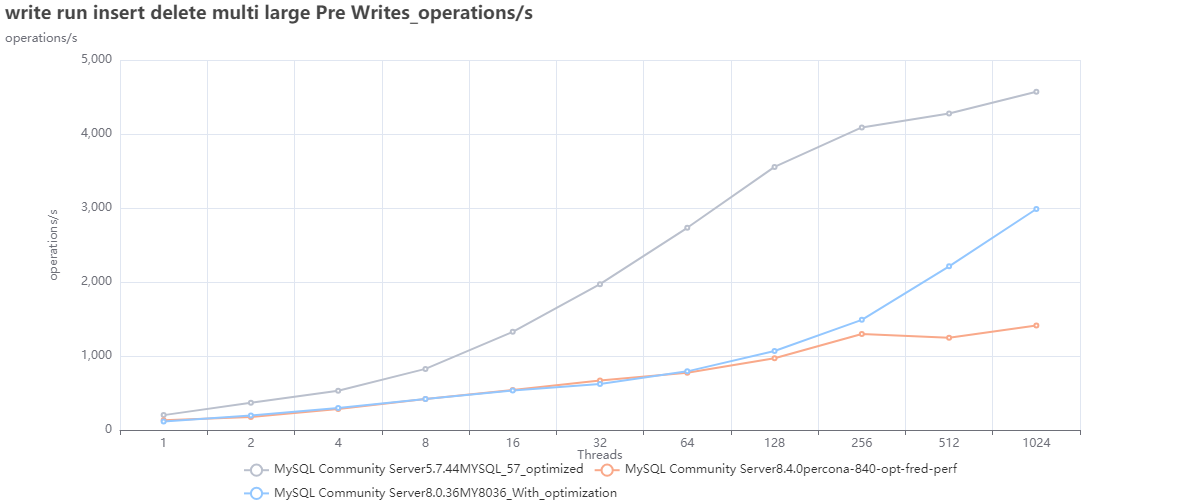 write run insert delete multi large Pre Writes_operations/s
operations/s
5,000
4,000
3,000
2,000
1,000
0
operations/s
1 2 4 8 16 32 64 128 256 512 1024
Threads
MySQL Community Server5.7.44MYSQL_57_optimized MySQL Community Server8.4.0percona-840-opt-fred-perf
MySQL Community Server8.0.36MY8036_With_optimization